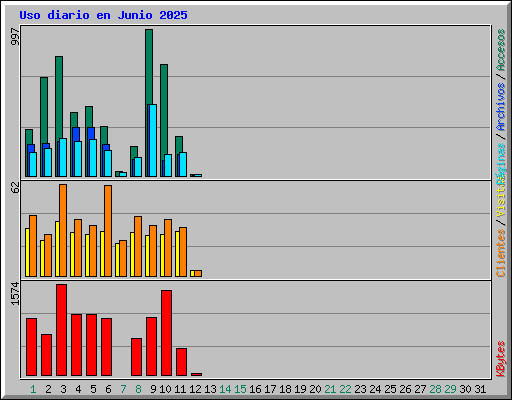 Uso diario en Junio 2025
997
62
1574
Clientes / Visitas
Páginas / Archivos / Accesos
KBytes
1 2 3 4 5 6 7 8 9 10 11 12 13 14 15 16 17 18 19 20 21 22 23 24 25 26 27 28 29 30 31